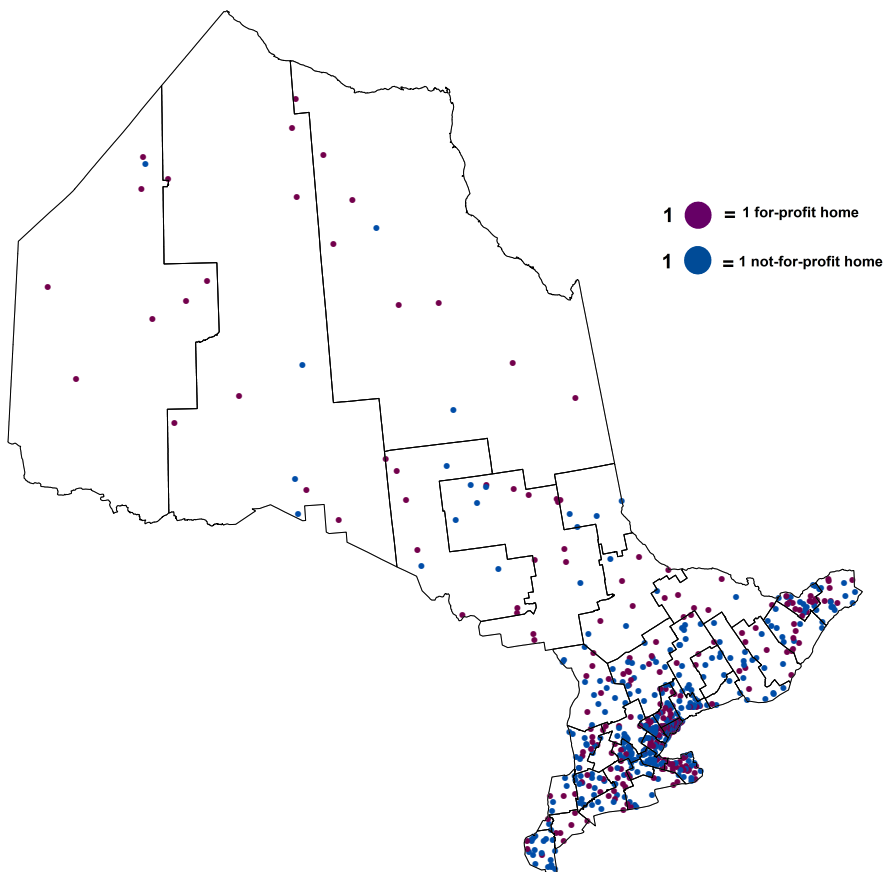 1 = 1 for-profit home
1 = 1 not-for-profit home